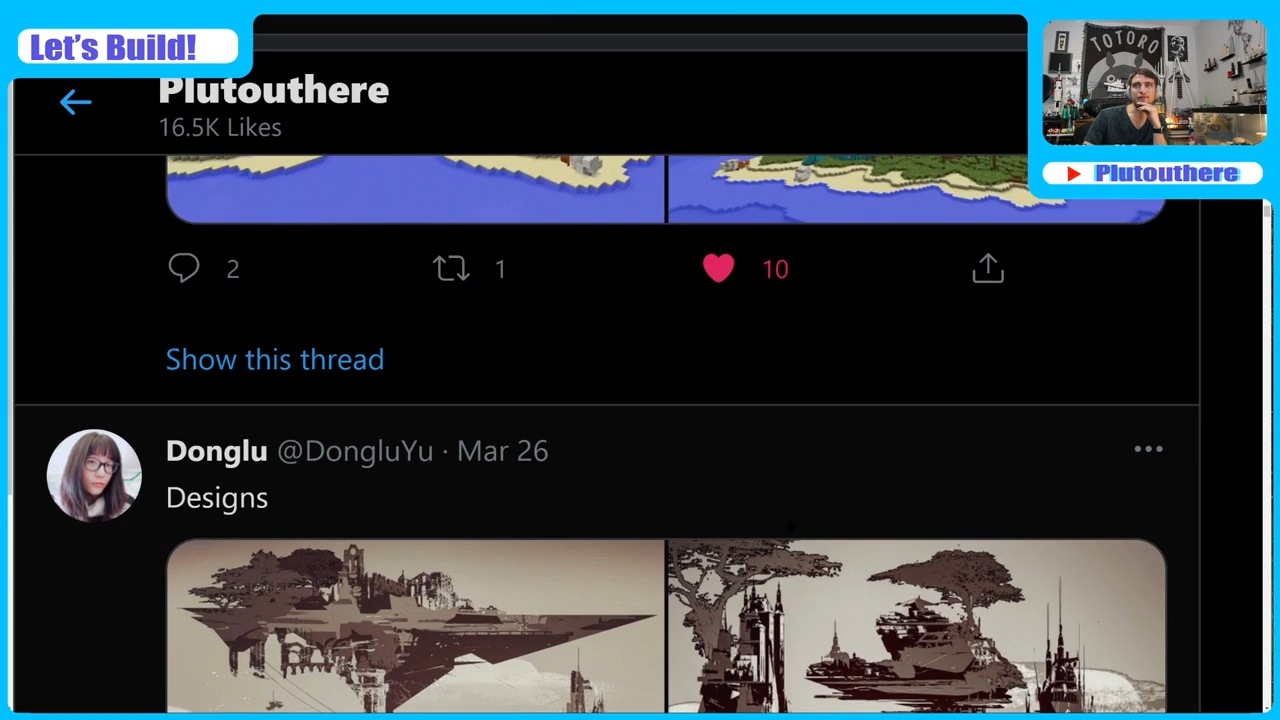 Let's Build!
Plutouthere
16.5K Likes
TOTORO
Plutouthere
2
1
10
Show this thread
Donglu @DongluYu · Mar 26
Designs